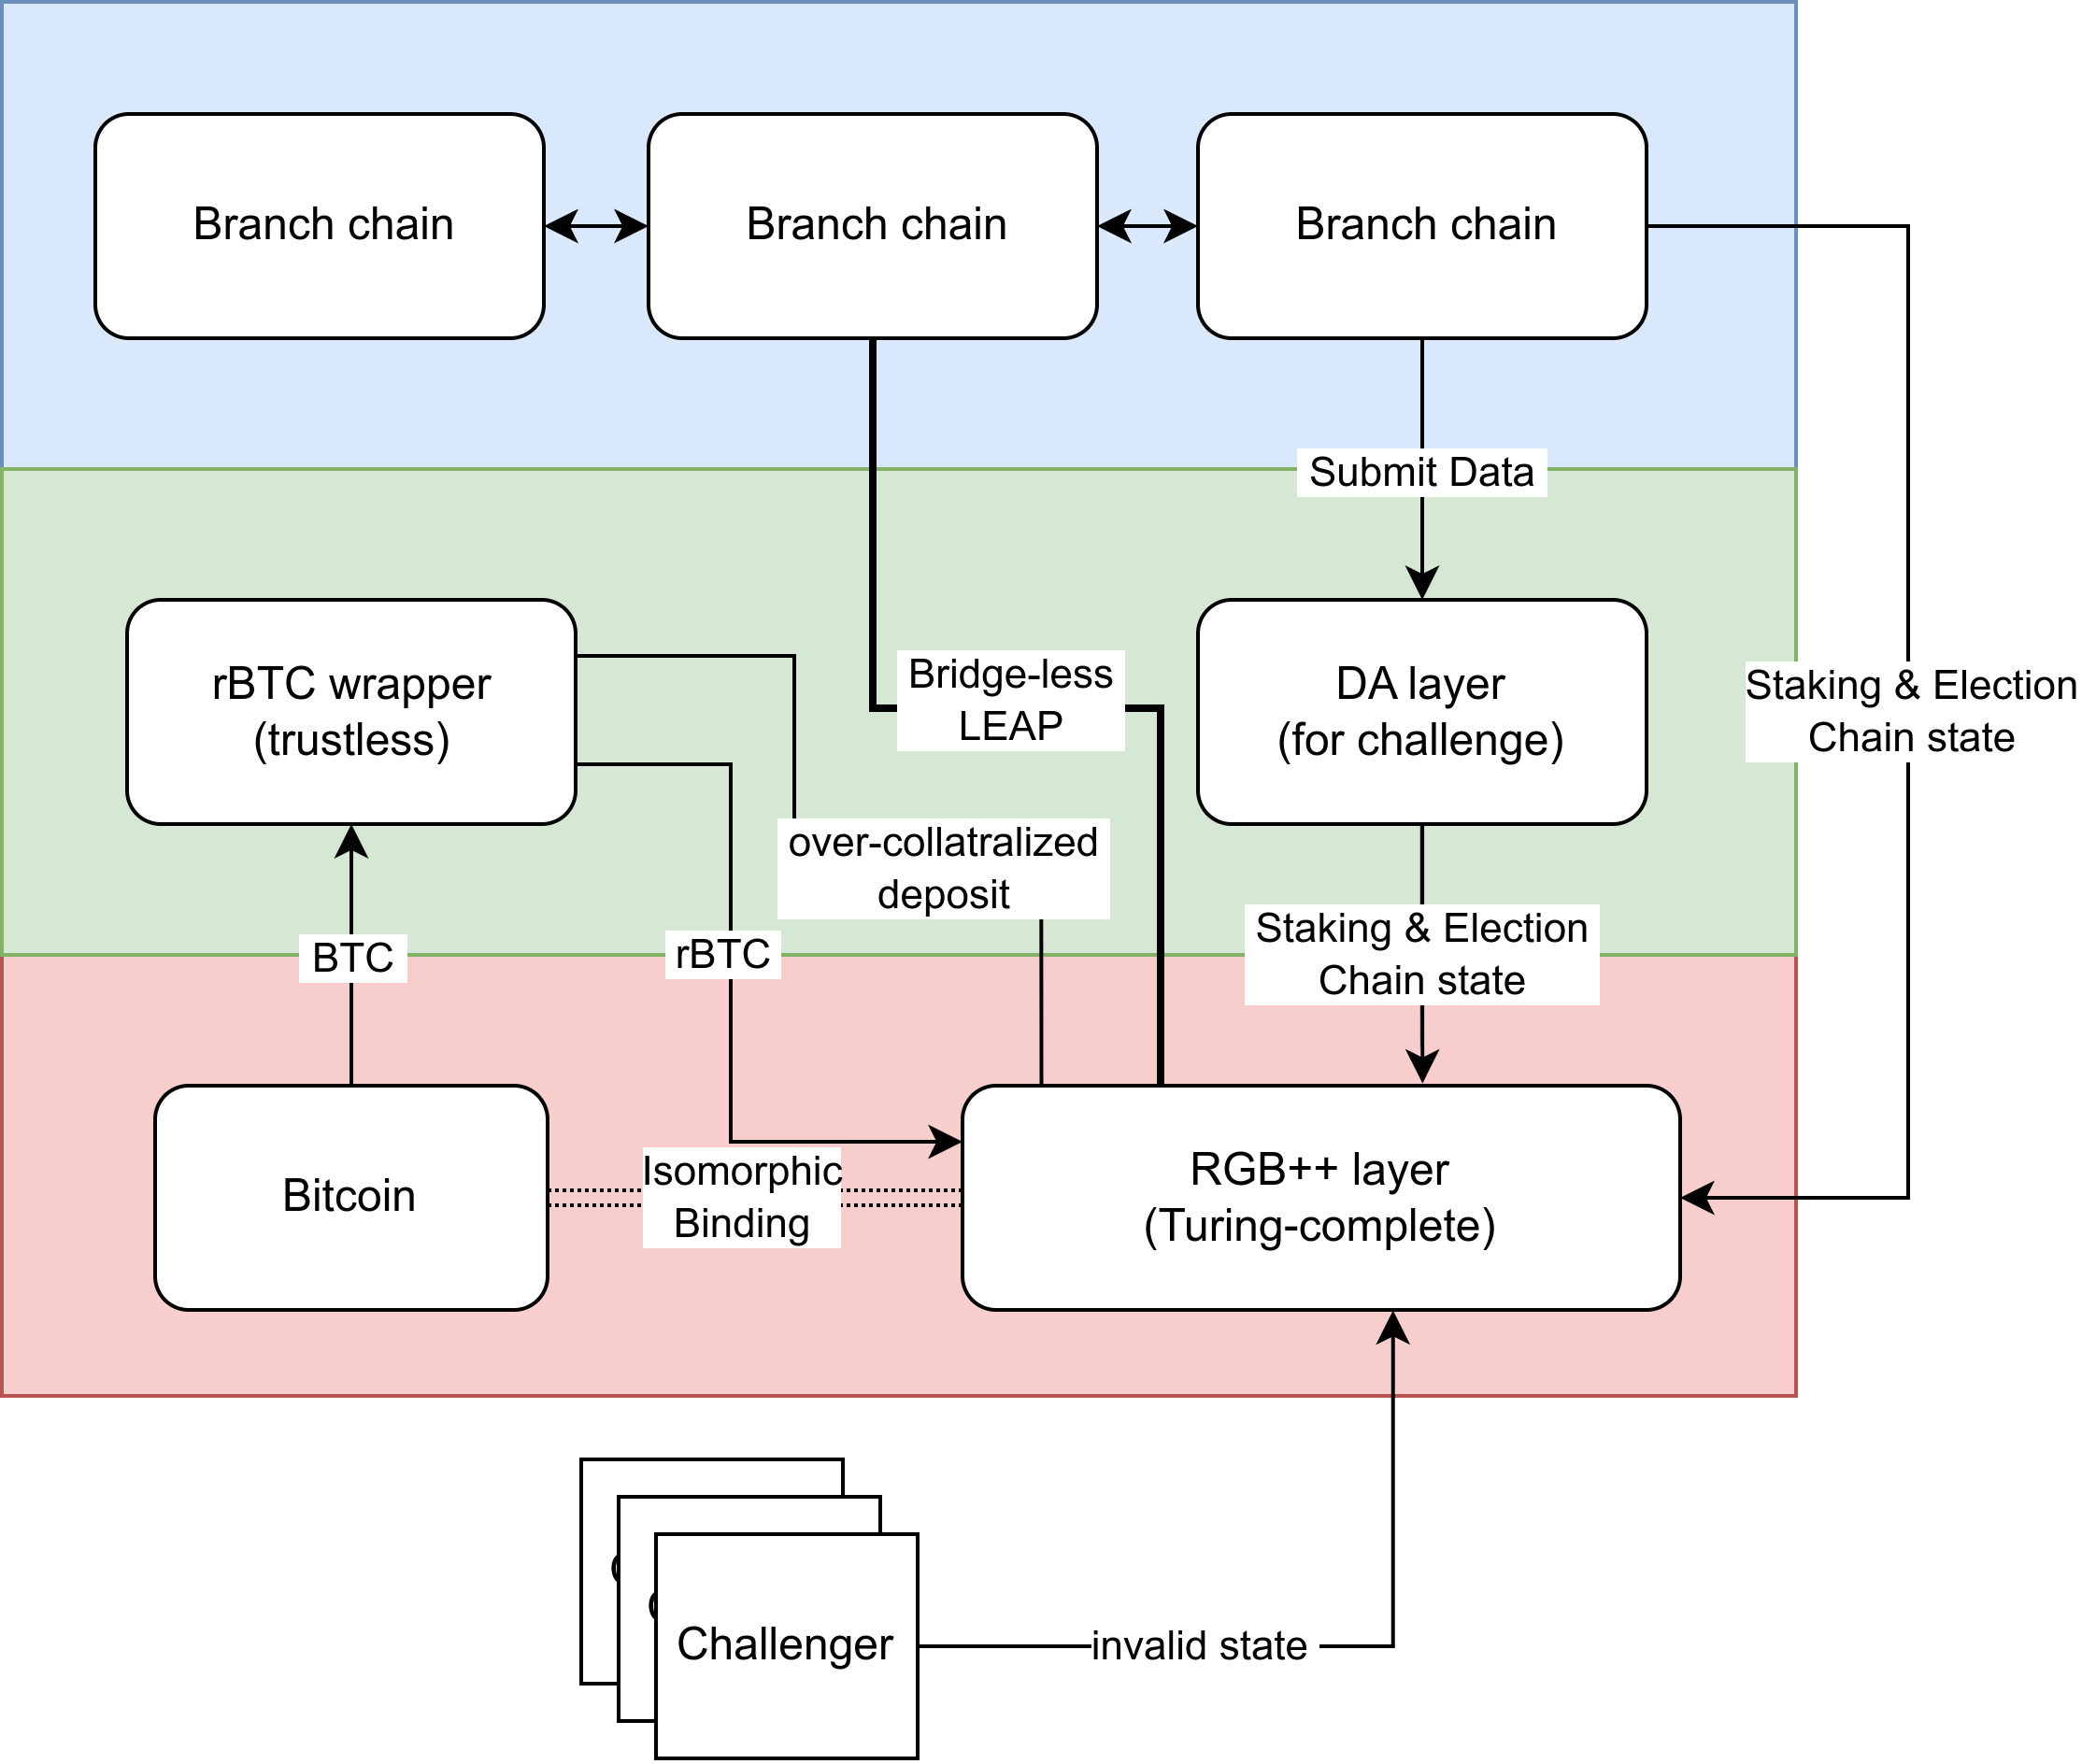 Branch chain
Branch chain
Branch chain
Submit Data
rBTC wrapper
(trustless)
Bridge-less
LEAP
DA layer
(for challenge)
Staking & Election
Chain state
over-collatralized
deposit
BTC
rBTC
Staking & Election
Chain state
Bitcoin
Isomorphic
Binding
RGB++ layer
(Turing-complete)
Challenger
invalid state